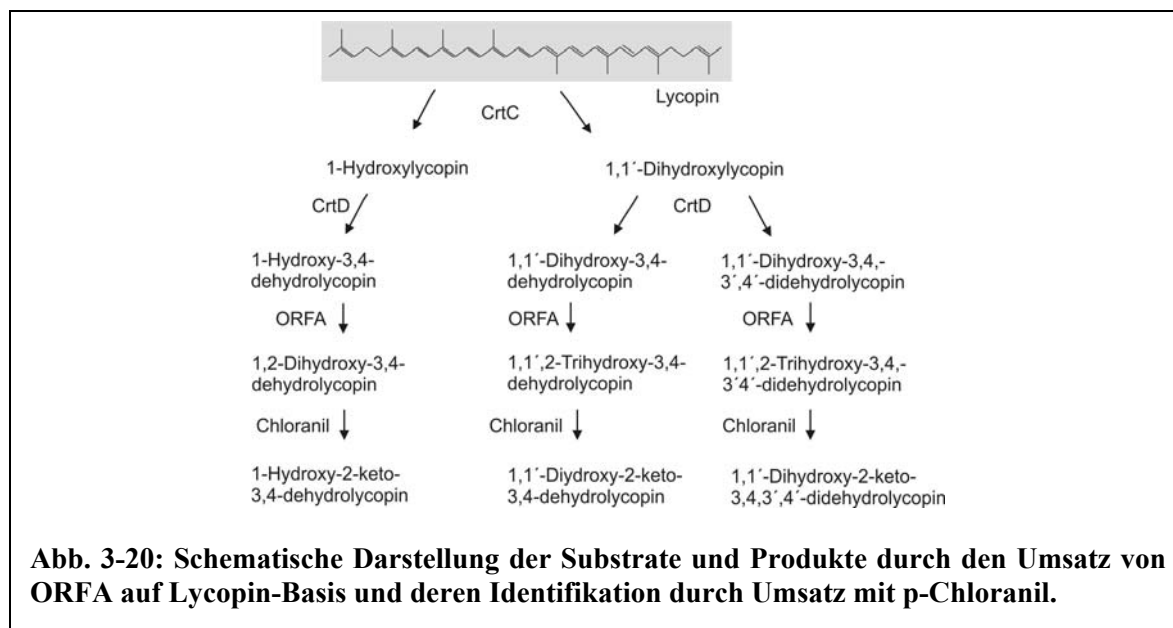 Lycopin
CrtC
1-Hydroxylycopin
1,1´-Dihydroxylycopin
CrtD
CrtD
1-Hydroxy-3,4-
dehydrolycopin
1,1´-Dihydroxy-3,4-
dehydrolycopin
1,1´-Dihydroxy-3,4,-
3´,4´-didehydrolycopin
ORFA
ORFA
ORFA
1,2-Dihydroxy-3,4-
dehydrolycopin
1,1´,2-Trihydroxy-3,4-
dehydrolycopin
1,1´,2-Trihydroxy-3,4,-
3´4´-didehydrolycopin
Chloranil
Chloranil
Chloranil
1-Hydroxy-2-keto-
3,4-dehydrolycopin
1,1´-Diydroxy-2-keto-
3,4-dehydrolycopin
1,1´-Dihydroxy-2-keto-
3,4,3´,4´-didehydrolycopin
Abb. 3-20: Schematische Darstellung der Substrate und Produkte durch den Umsatz von
ORFA auf Lycopin-Basis und deren Identifikation durch Umsatz mit p-Chloranil.